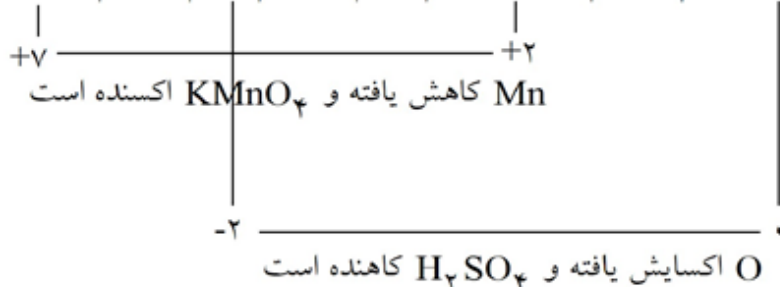 +۷ +۲
Mn کاهش یافته و KMnO۴ اکسنده است
-۲
O اکسایش یافته و H۲SO۴ کاهنده است